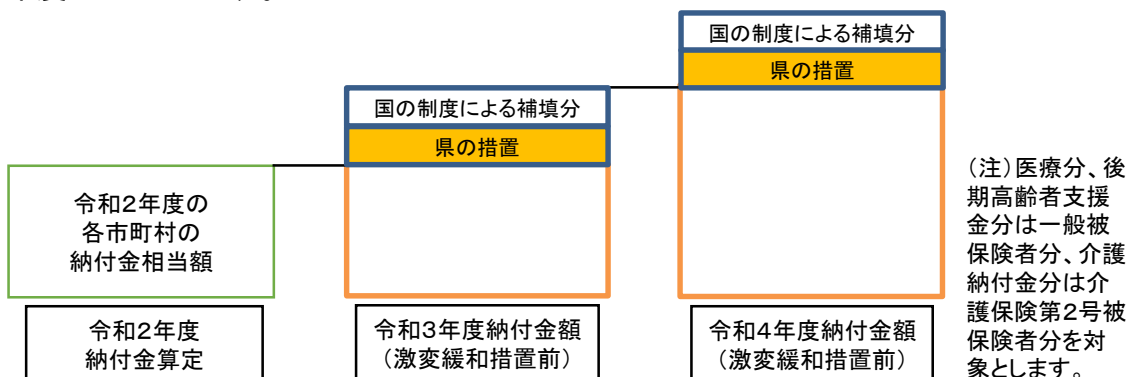 国の制度による補填分
県の措置
国の制度による補填分
県の措置
令和2年度の
各市町村の
納付金相当額
(注)医療分、後
期高齢者支援
金分は一般被
保険者分、介護
納付金分は介
護保険第2号被
保険者分を対
象とします。
令和2年度
納付金算定
令和3年度納付金額
(激変緩和措置前)
令和4年度納付金額
(激変緩和措置前)